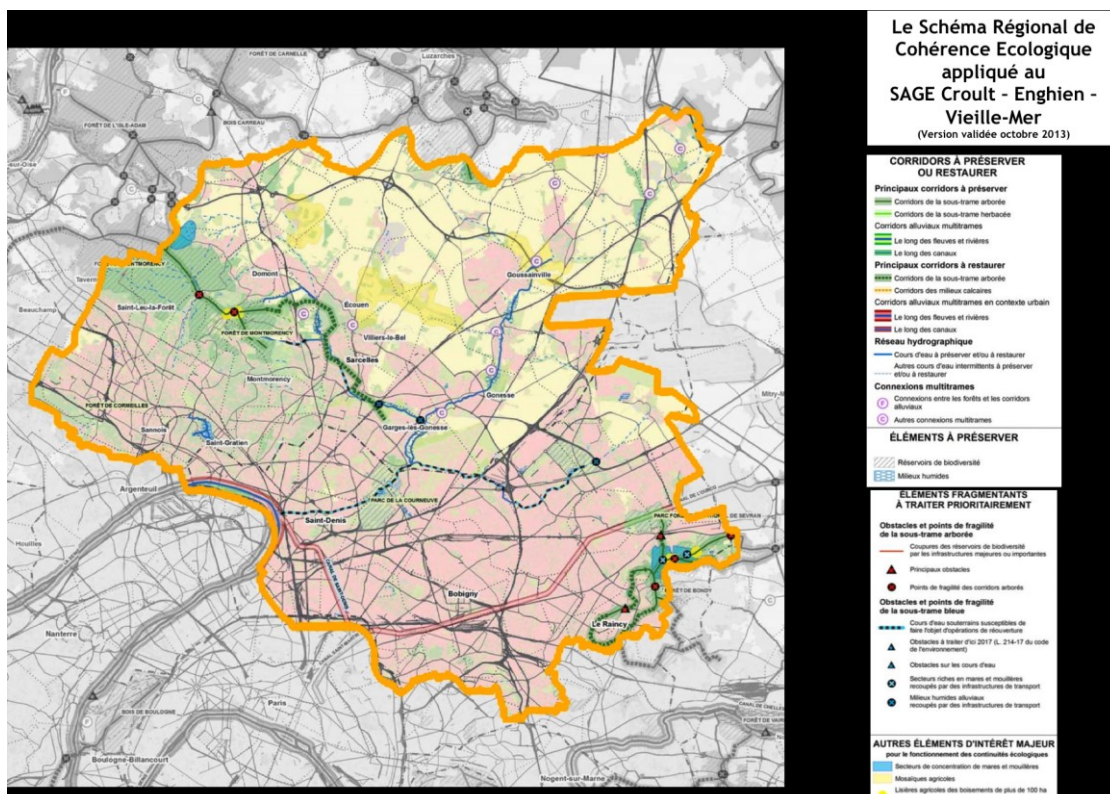 Le Schéma Régional de
Cohérence Ecologique
appliqué au
SAGE Croult - Enghien -
Vieille-Mer
(Version validée octobre 2013)
CORRIDORS À PRÉSERVER
OU RESTAURER
Principaux corridors à préserver
Corridors de la sous-trame arborée
Corridors de la sous-trame herbacée
Corridors alluviaux multitrames
Le long des fleuves et rivières
Le long des canaux
Principaux corridors à restaurer
Corridors de la sous-trame arborée
Corridors des milieux calcaires
Corridors alluviaux multitrames en contexte urbain
Le long des fleuves et rivières
Le long des canaux
Réseau hydrographique
Cours d'eau à préserver et/ou à restaurer
Autres cours d'eau intermittents à préserver
et/ou à restaurer
Connexions multitrames
F
Connexions entre les forêts et les corridors
alluviaux
C
Autres connexions multitrames
ÉLÉMENTS À PRÉSERVER
Réservoirs de biodiversité
Milieux humides
ÉLÉMENTS FRAGMENTANTS
À TRAITER PRIORITAIREMENT
Obstacles et points de fragilité
de la sous-trame arborée
Coupures des réservoirs de biodiversité
par les infrastructures majeures ou importantes
Principaux obstacles
Points de fragilité des corridors arborés
Obstacles et points de fragilité
de la sous-trame bleue
Cours d'eau souterrains susceptibles de
faire l'objet d'opérations de réouverture
Obstacles à traiter d'ici 2017 (L. 214-17 du code
de l'environnement)
Obstacles sur les cours d'eau
Secteurs riches en mares et mouillères
recoupés par des infrastructures de transport
Milieux humides alluviaux
recoupés par des infrastructures de transport
AUTRES ÉLÉMENTS D'INTÉRÊT MAJEUR
pour le fonctionnement des continuités écologiques
Secteurs de concentration de mares et mouillères
Mosaïques agricoles
Lisières agricoles des boisements de plus de 100 ha
FORÊT DE CARNELLE
Luzarches
FORÊT DE L'ISLE-ADAM
BOIS CARREAU
-sur-Oise
Domont
Goussainville
Saint-Leu-la-Forêt
Beauchamp
Écouen
FORÊT DE MONTMORENCY
Villiers-le-Bel
Sarcelles
Montmorency
Mitry-M
Gonesse
FORÊT DE CORMEILLES
Garges-lès-Gonesse
Sannois
Saint-Gratien
Argenteuil
PARC DE LA COURNEUVE
Saint-Denis
Houilles
FORÊT DE BONDY
Bobigny
Le Raincy
Nanterre
Paris
BOIS DE BOULOGNE
Boulogne-Billancourt
Nogent-sur-Marne